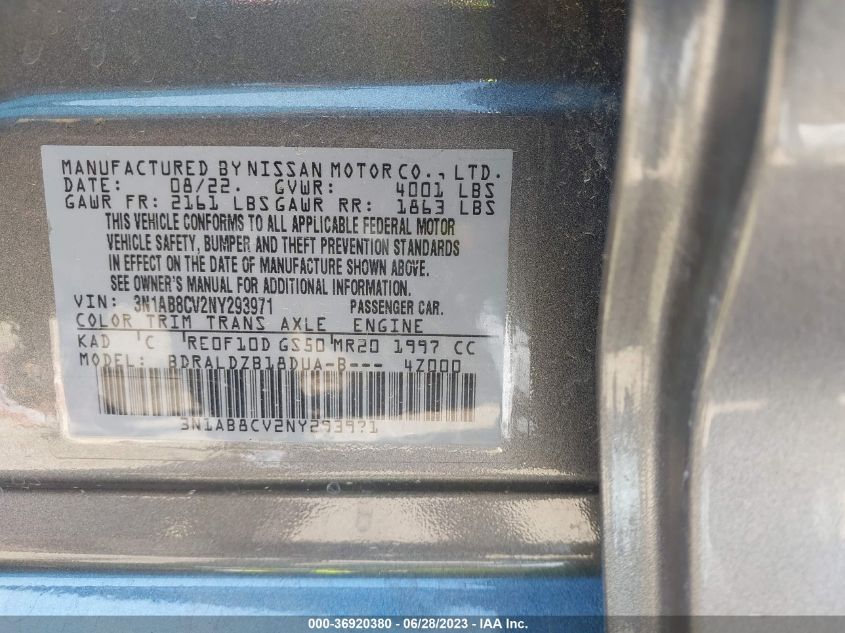 MANUFACTURED BY NISSAN MOTOR CO., LTD.
DATE: 08/22. GVWR: 4001 LBS
GAWR FR: 2161 LBS GAWR RR: 1863 LBS
THIS VEHICLE CONFORMS TO ALL APPLICABLE FEDERAL MOTOR
VEHICLE SAFETY, BUMPER AND THEFT PREVENTION STANDARDS
IN EFFECT ON THE DATE OF MANUFACTURE SHOWN ABOVE.
SEE OWNER'S MANUAL FOR ADDITIONAL INFORMATION.
VIN: 3N1AB8CV2NY293971 PASSENGER CAR.
COLOR TRIM TRANS AXLE ENGINE
KAD C RE0F10D GS50 MR20 1997 CC
MODEL: BDRALDZB18DUA-B--- 4Z000
3N1AB8CV2NY293971
000-36920380 - 06/28/2023 - IAAI Inc.